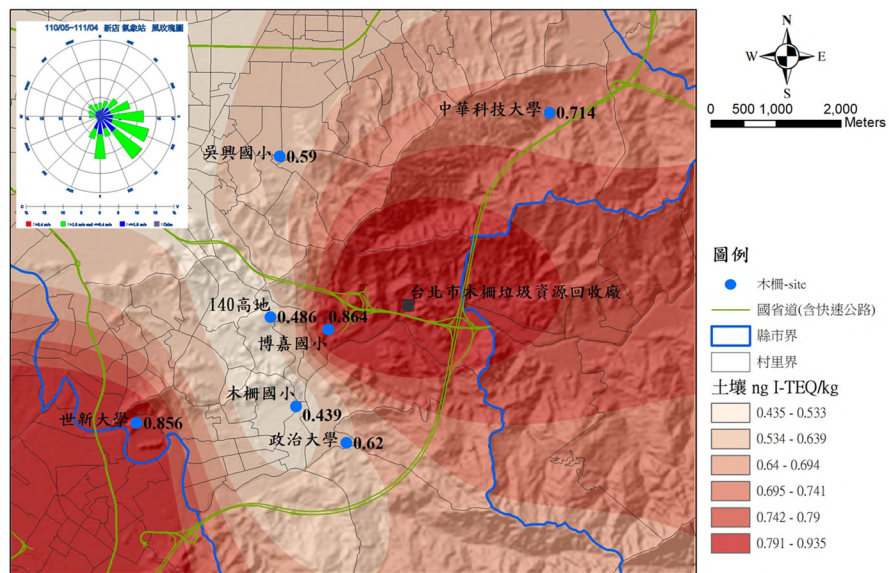 110/05~111/04 新店 氣象站 風玫瑰圖
N
W E
S
0 500 1,000 2,000
Meters
中華科技大學
0.714
吳興國小
0.59
台北市木柵垃圾資源回收廠
140高地
0.486
0.864
博嘉國小
木柵國小
0.439
世新大學
0.856
政治大學
0.62
圖例
木柵-site
國省道(含快速公路)
縣市界
村里界
土壤 ng I-TEQ/kg
0.435 - 0.533
0.534 - 0.639
0.64 - 0.694
0.695 - 0.741
0.742 - 0.79
0.791 - 0.935